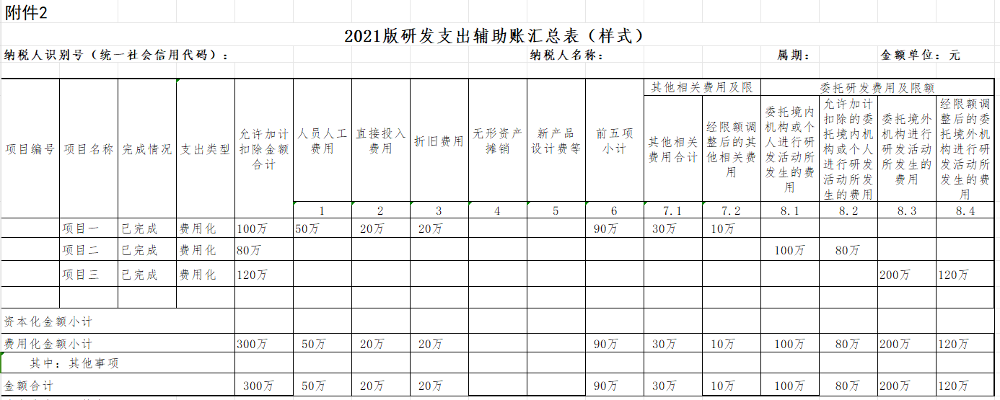 附件2
2021版研发支出辅助账汇总表（样式）
纳税人识别号（统一社会信用代码）： 纳税人名称： 属期： 金额单位：元
项目编号 项目名称 完成情况 支出类型 允许加计扣除金额合计 人员人工费用 直接投入费用 折旧费用 无形资产摊销 新产品设计费等 前五项小计 其他相关费用及限 委托研发费用及限额
其他相关费用合计 经限额调整后的其他相关费用 委托境内机构或个人进行研发活动所发生的费用 允许加计扣除的委托境内机构或个人进行研发活动所发生的费用 委托境外机构进行研发活动所发生的费用 经限额调整后的委托境外机构进行研发活动所发生的费用
1 2 3 4 5 6 7.1 7.2 8.1 8.2 8.3 8.4
项目一 已完成 费用化 100万 50万 20万 20万 90万 30万 10万
项目二 已完成 费用化 80万 100万 80万
项目三 已完成 费用化 120万 200万 120万
资本化金额小计
费用化金额小计 300万 50万 20万 20万 90万 30万 10万 100万 80万 200万 120万
其中：其他事项
金额合计 300万 50万 20万 20万 90万 30万 10万 100万 80万 200万 120万